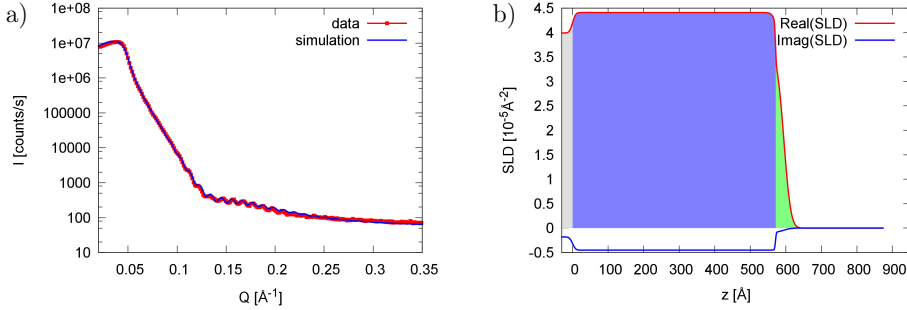 a)
I [counts/s]
1e+08
1e+07
1e+06
100000
10000
1000
100
10
data
simulation
0.05 0.1 0.15 0.2 0.25 0.3 0.35
Q [Å-1]
b)
SLD [10-5Å-2]
4.5
4
3.5
3
2.5
2
1.5
1
0.5
0
-0.5
Real(SLD)
Imag(SLD)
0 100 200 300 400 500 600 700 800 900
z [Å]